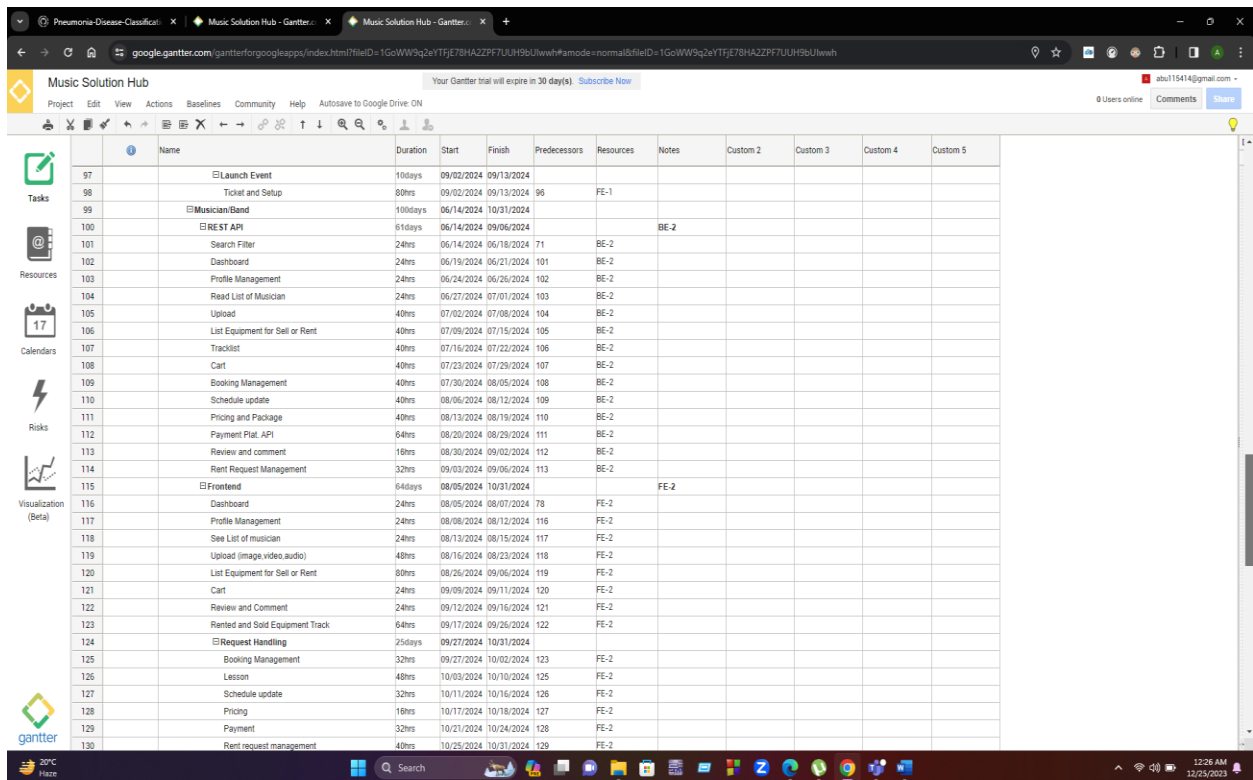 Pneumonia-Disease-Classificati × Music Solution Hub - Gantter.c × Music Solution Hub - Gantter.c × +
google.gantter.com/gantterforgoogleapps/index.html?fileID=1GoWW9q2eYTFjE78HA2ZPF7UUH9bUIwwh#amode=normal&fileID=1GoWW9q2eYTFjE78HA2ZPF7UUH9bUIwwh
Music Solution Hub Your Gantter trial will expire in 30 day(s). Subscribe Now abu115414@gmail.com
Project Edit View Actions Baselines Community Help Autosave to Google Drive: ON 0 Users online Comments Share
Name Duration Start Finish Predecessors Resources Notes Custom 2 Custom 3 Custom 4 Custom 5
97 Launch Event 10days 09/02/2024 09/13/2024
98 Ticket and Setup 80hrs 09/02/2024 09/13/2024 96 FE-1
99 Musician/Band 100days 06/14/2024 10/31/2024
100 REST API 61days 06/14/2024 09/06/2024 BE-2
101 Search Filter 24hrs 06/14/2024 06/18/2024 71 BE-2
102 Dashboard 24hrs 06/19/2024 06/21/2024 101 BE-2
103 Profile Management 24hrs 06/24/2024 06/26/2024 102 BE-2
104 Read List of Musician 24hrs 06/27/2024 07/01/2024 103 BE-2
105 Upload 40hrs 07/02/2024 07/08/2024 104 BE-2
106 List Equipment for Sell or Rent 40hrs 07/09/2024 07/15/2024 105 BE-2
107 Tracklist 40hrs 07/16/2024 07/22/2024 106 BE-2
108 Cart 40hrs 07/23/2024 07/29/2024 107 BE-2
109 Booking Management 40hrs 07/30/2024 08/05/2024 108 BE-2
110 Schedule update 40hrs 08/06/2024 08/12/2024 109 BE-2
111 Pricing and Package 40hrs 08/13/2024 08/19/2024 110 BE-2
112 Payment Plat. API 64hrs 08/20/2024 08/29/2024 111 BE-2
113 Review and comment 16hrs 08/30/2024 09/02/2024 112 BE-2
114 Rent Request Management 32hrs 09/03/2024 09/06/2024 113 BE-2
115 Frontend 64days 08/05/2024 10/31/2024 FE-2
116 Dashboard 24hrs 08/05/2024 08/07/2024 78 FE-2
117 Profile Management 24hrs 08/08/2024 08/12/2024 116 FE-2
118 See List of musician 24hrs 08/13/2024 08/15/2024 117 FE-2
119 Upload (image,video,audio) 48hrs 08/16/2024 08/23/2024 118 FE-2
120 List Equipment for Sell or Rent 80hrs 08/26/2024 09/06/2024 119 FE-2
121 Cart 24hrs 09/09/2024 09/11/2024 120 FE-2
122 Review and Comment 24hrs 09/12/2024 09/16/2024 121 FE-2
123 Rented and Sold Equipment Track 64hrs 09/17/2024 09/26/2024 122 FE-2
124 Request Handling 25days 09/27/2024 10/31/2024
125 Booking Management 32hrs 09/27/2024 10/02/2024 123 FE-2
126 Lesson 48hrs 10/03/2024 10/10/2024 125 FE-2
127 Schedule update 32hrs 10/11/2024 10/16/2024 126 FE-2
128 Pricing 16hrs 10/17/2024 10/18/2024 127 FE-2
129 Payment 32hrs 10/21/2024 10/24/2024 128 FE-2
130 Rent request management 40hrs 10/25/2024 10/31/2024 129 FE-2
Tasks
Resources
17
Calendars
Risks
Visualization
(Beta)
gantter
20°C
Haze
Search
12:26 AM
12/25/2023